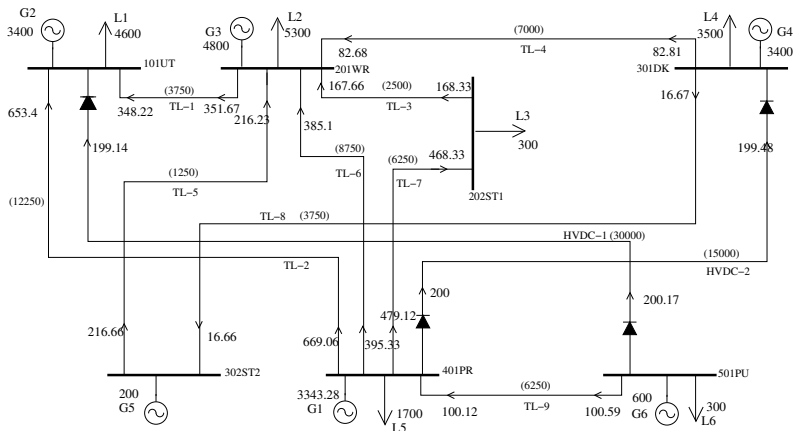 G2
3400
L1
4600
101UT
G3
4800
L2
5300
201WR
(7000)
TL-4
82.68
82.81
L4
3500
G4
3400
301DK
653.4
348.22
(3750)
TL-1
351.67
216.23
167.66
(2500)
TL-3
168.33
16.67
199.14
385.1
L3
300
199.48
(1250)
TL-5
(8750)
TL-6
(6250)
TL-7
468.33
202ST1
(12250)
TL-8
(3750)
HVDC-1 (30000)
(15000)
HVDC-2
TL-2
216.66
16.66
669.06
395.33
479.12
200
200.17
302ST2
401PR
501PU
200
G5
3343.28
G1
1700
L5
100.12
(6250)
TL-9
100.59
600
G6
300
L6